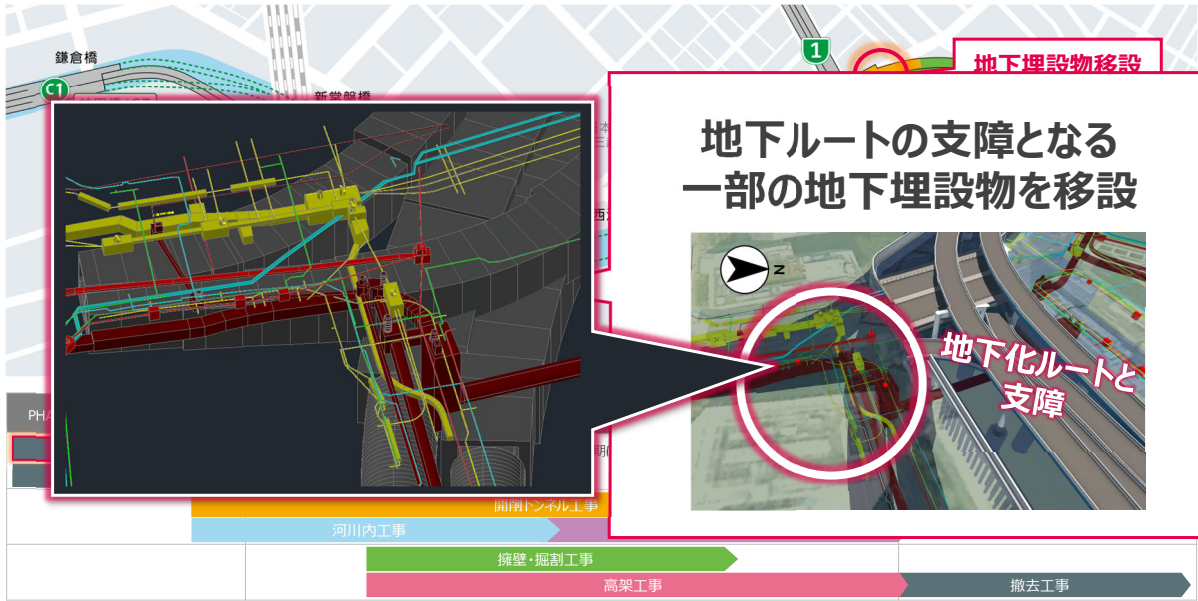 鎌倉橋
C1
新常盤橋
1
地下埋設物移設
地下ルートの支障となる
一部の地下埋設物を移設
N
地下化ルートと
支障
PHA
開削トンネル工事
河川内工事
擁壁・掘割工事
高架工事
撤去工事